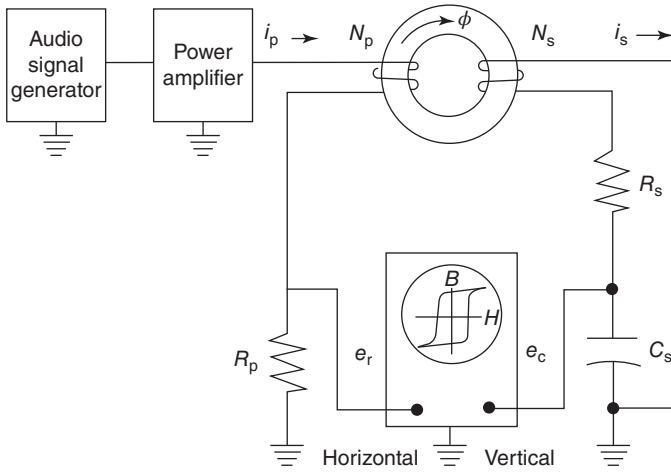 Audio
signal
generator
Power
amplifier
i_p
N_p
ϕ
N_s
i_s
R_s
B
H
R_p
e_r
e_c
C_s
Horizontal
Vertical